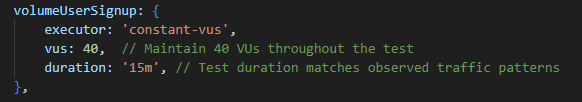 volumeUserSignup: {
    executor: 'constant-vus',
    vus: 40,  // Maintain 40 VUs throughout the test
    duration: '15m', // Test duration matches observed traffic patterns
},